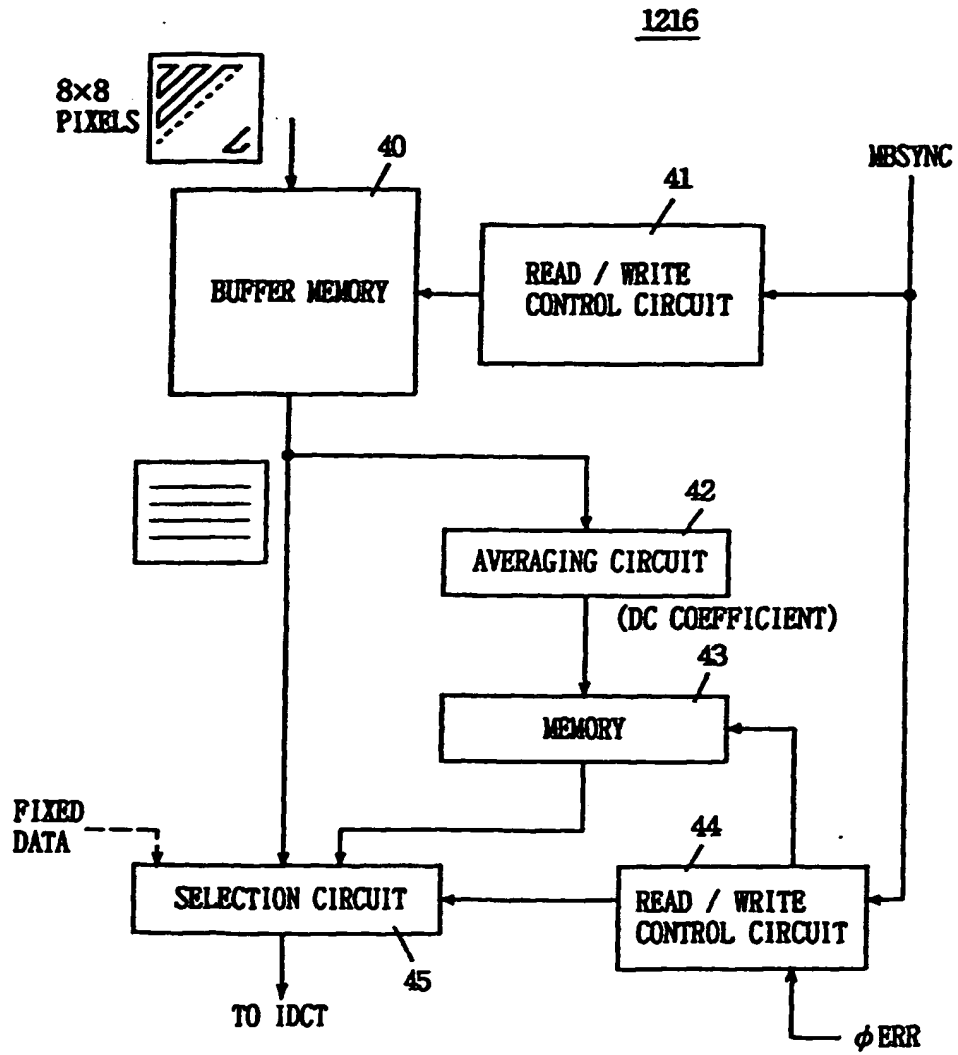 1216
8×8
PIXELS
40
MBSYNC
41
BUFFER MEMORY
READ / WRITE
CONTROL CIRCUIT
42
AVERAGING CIRCUIT
(DC COEFFICIENT)
43
MEMORY
FIXED
DATA
44
SELECTION CIRCUIT
READ / WRITE
CONTROL CIRCUIT
45
TO IDCT
ϕERR